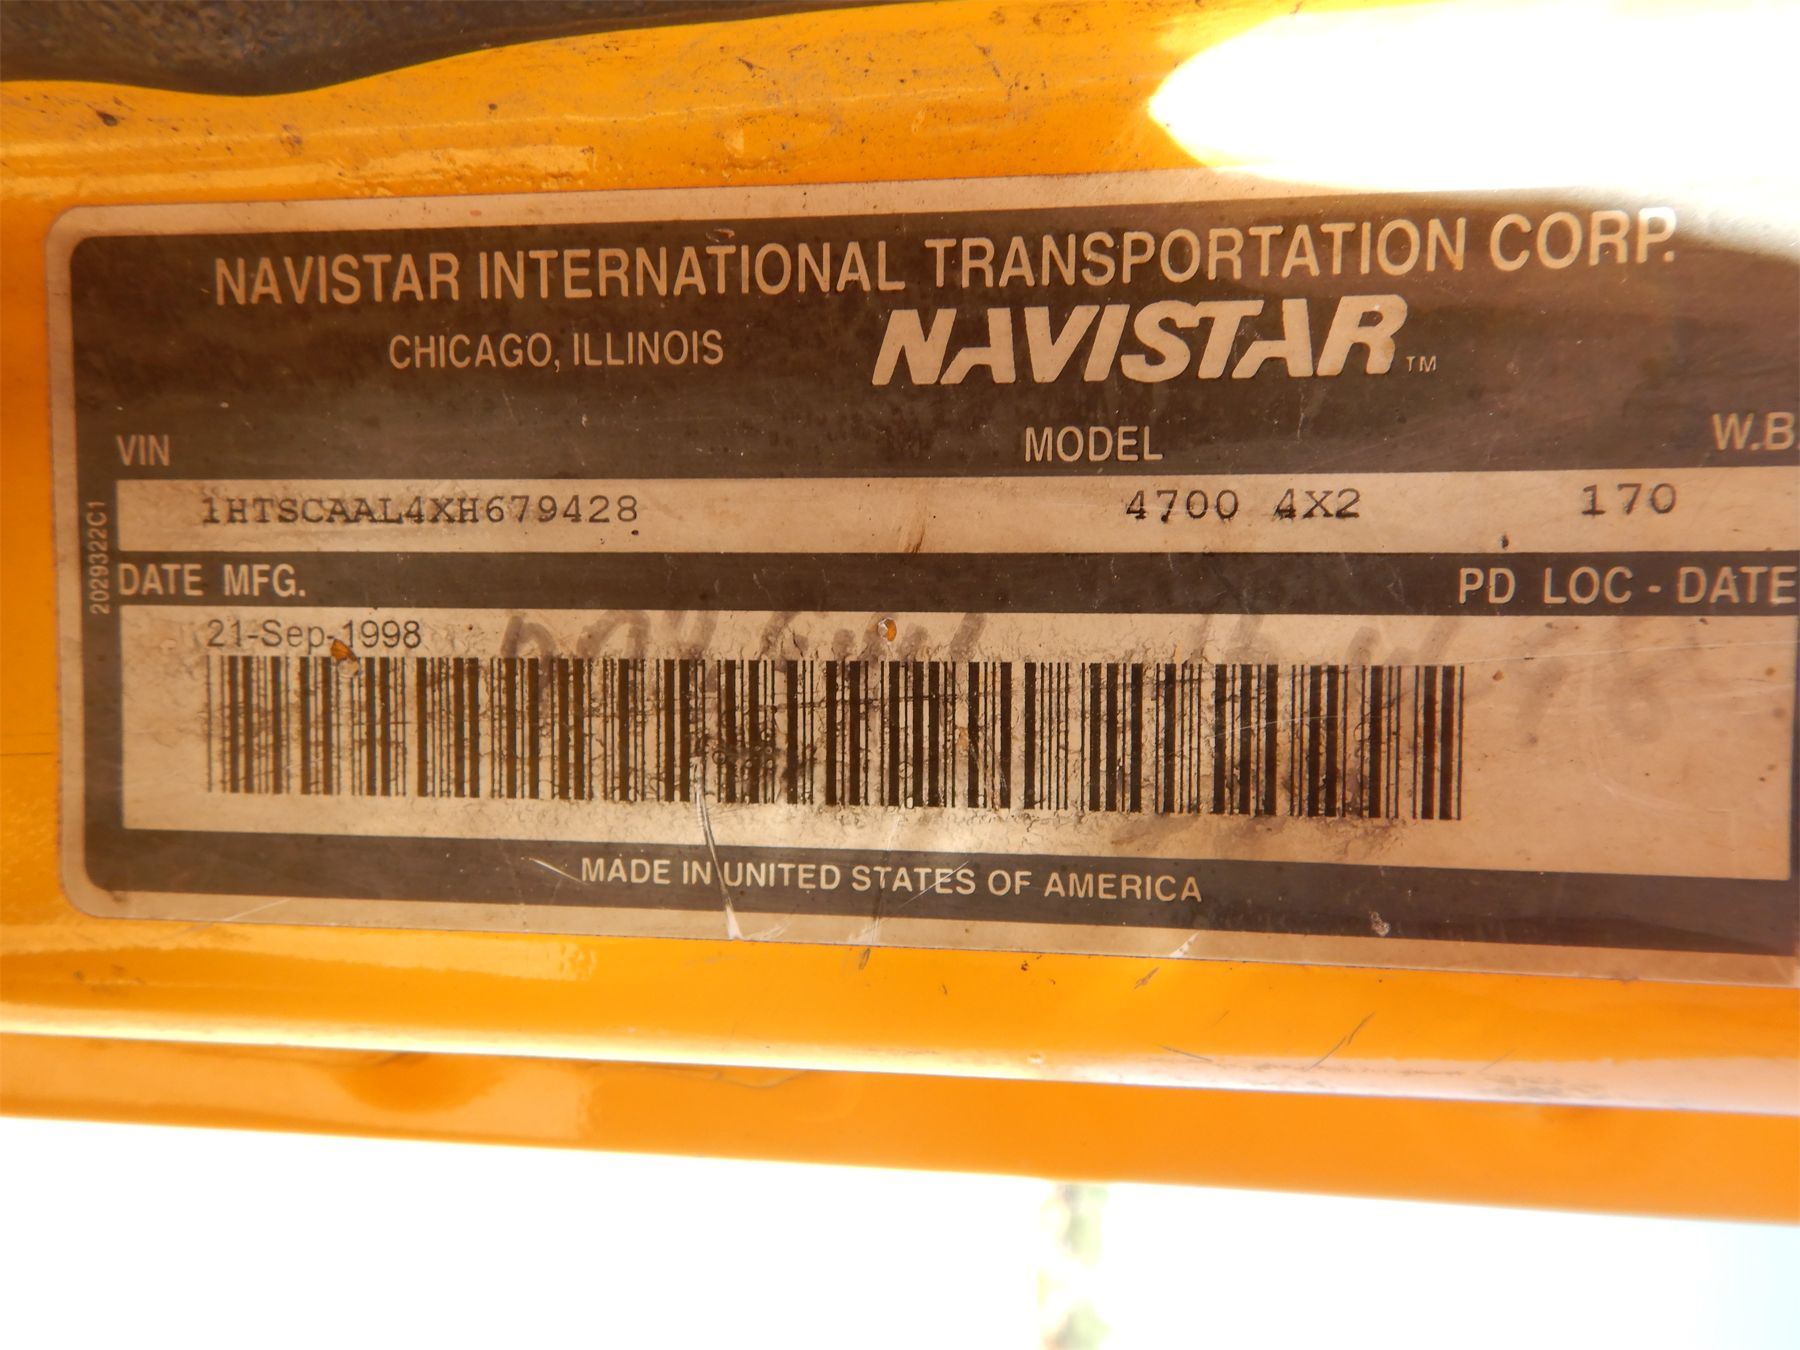 NAVISTAR INTERNATIONAL TRANSPORTATION CORP.
CHICAGO, ILLINOIS NAVISTAR TM
VIN MODEL W.B.
1HTSCAAL4XH679428 4700 4X2 170
2029322C1
DATE MFG. PD LOC - DATE
21-Sep-1998
MADE IN UNITED STATES OF AMERICA